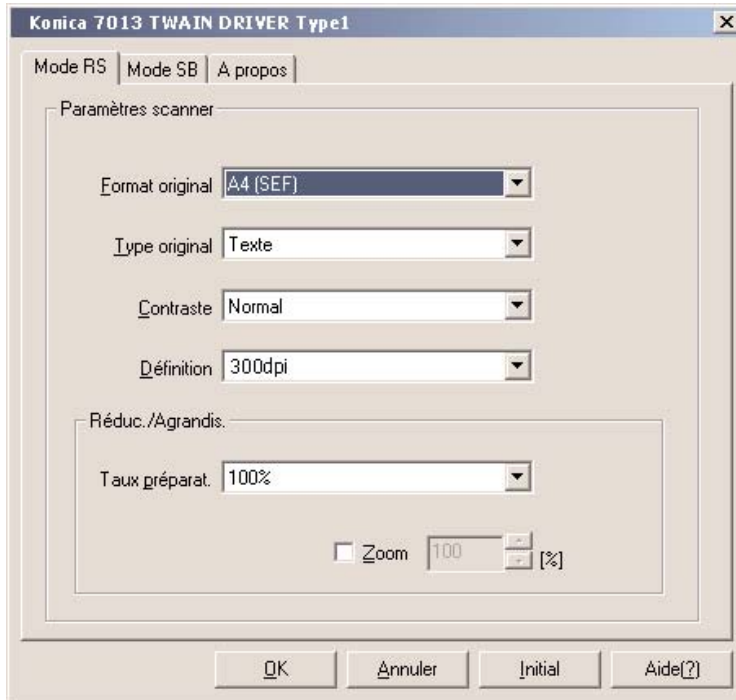 Konica 7013 TWAIN DRIVER Type1
Mode RS Mode SB A propos
Paramètres scanner
Format original A4 (SEF)
Type original Texte
Contraste Normal
Définition 300dpi
Réduc./Agrandis.
Taux préparat. 100%
Zoom 100 [%]
OK Annuler Initial Aide(?)